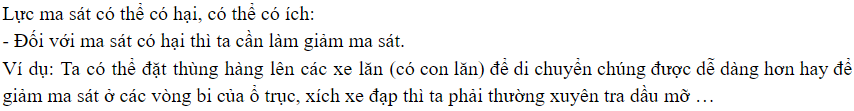 Lực ma sát có thể có hại, có thể có ích:
- Đối với ma sát có hại thì ta cần làm giảm ma sát.
Ví dụ: Ta có thể đặt thùng hàng lên các xe lăn (có con lăn) để di chuyển chúng được dễ dàng hơn hay để
giảm ma sát ở các vòng bi của ổ trục, xích xe đạp thì ta phải thường xuyên tra dầu mỡ …